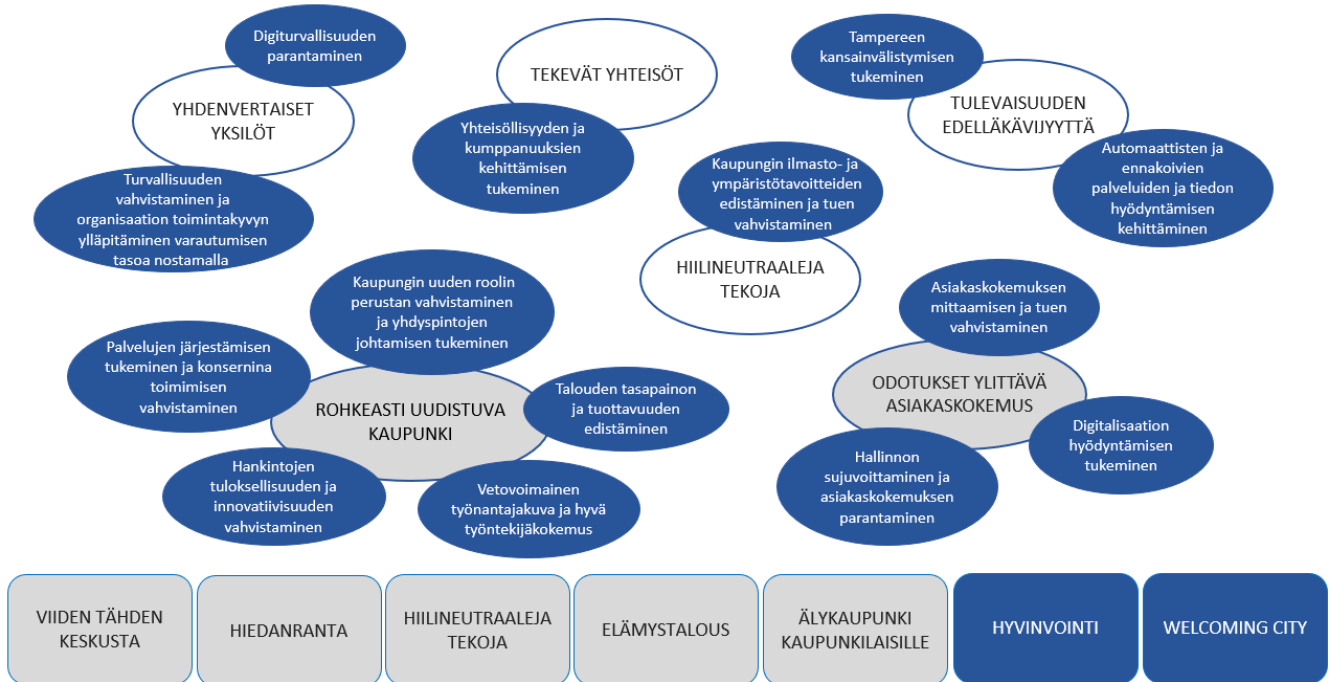 Digiturvallisuuden
parantaminen
YHDENVERTAISET
YKSILÖT
Turvallisuuden
vahvistaminen ja
organisaation toimintakyvyn
ylläpitäminen varautumisen
tasoa nostamalla
TEKEVÄT YHTEISÖT
Yhteisöllisyyden ja
kumppanuuksien
kehittämisen
tukeminen
Tampereen
kansainvälistymisen
tukeminen
TULEVAISUUDEN
EDELLÄKÄVIJYYTTÄ
Automaattisten ja
ennakoivien
palveluiden ja tiedon
hyödyntämisen
kehittäminen
Kaupungin ilmasto- ja
ympäristötavoitteiden
edistäminen ja tuen
vahvistaminen
HIILINEUTRAALEJA
TEKOJA
Kaupungin uuden roolin
perustan vahvistaminen
ja yhdyspintojen
johtamisen tukeminen
Palvelujen järjestämisen
tukeminen ja konsernina
toimimisen
vahvistaminen
ROHKEASTI UUDISTUVA
KAUPUNKI
Talouden tasapainon
ja tuottavuuden
edistäminen
Hankintojen
tuloksellisuuden ja
innovatiivisuuden
vahvistaminen
Vetovoimainen
työnantajakuva ja hyvä
työntekijäkokemus
Asiakaskokemuksen
mittaamisen ja tuen
vahvistaminen
ODOTUKSET YLITTÄVÄ
ASIAKASKOKEMUS
Digitalisaation
hyödyntämisen
tukeminen
Hallinnon
sujuvoittaminen ja
asiakaskokemuksen
parantaminen
VIIDEN TÄHDEN
KESKUSTA
HIEDANRANTA
HIILINEUTRAALEJA
TEKOJA
ELÄMYSTALOUS
ÄLYKAUPUNKI
KAUPUNKILAISILLE
HYVINVOINTI
WELCOMING CITY